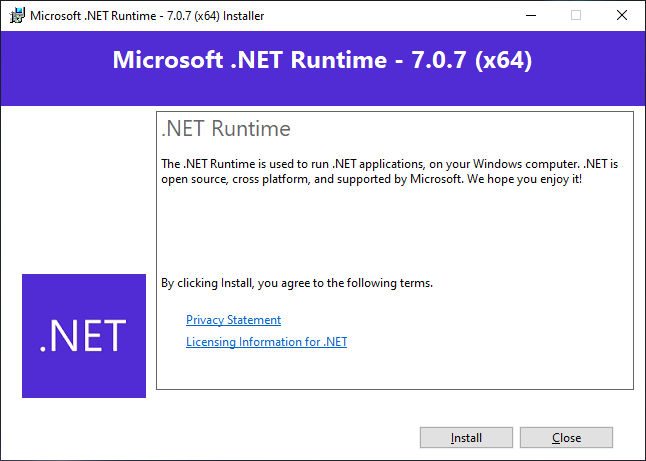 Microsoft .NET Runtime - 7.0.7 (x64) Installer
Microsoft .NET Runtime - 7.0.7 (x64)
.NET Runtime
The .NET Runtime is used to run .NET applications, on your Windows computer. .NET is
open source, cross platform, and supported by Microsoft. We hope you enjoy it!
By clicking Install, you agree to the following terms.
Privacy Statement
Licensing Information for .NET
.NET
Install
Close